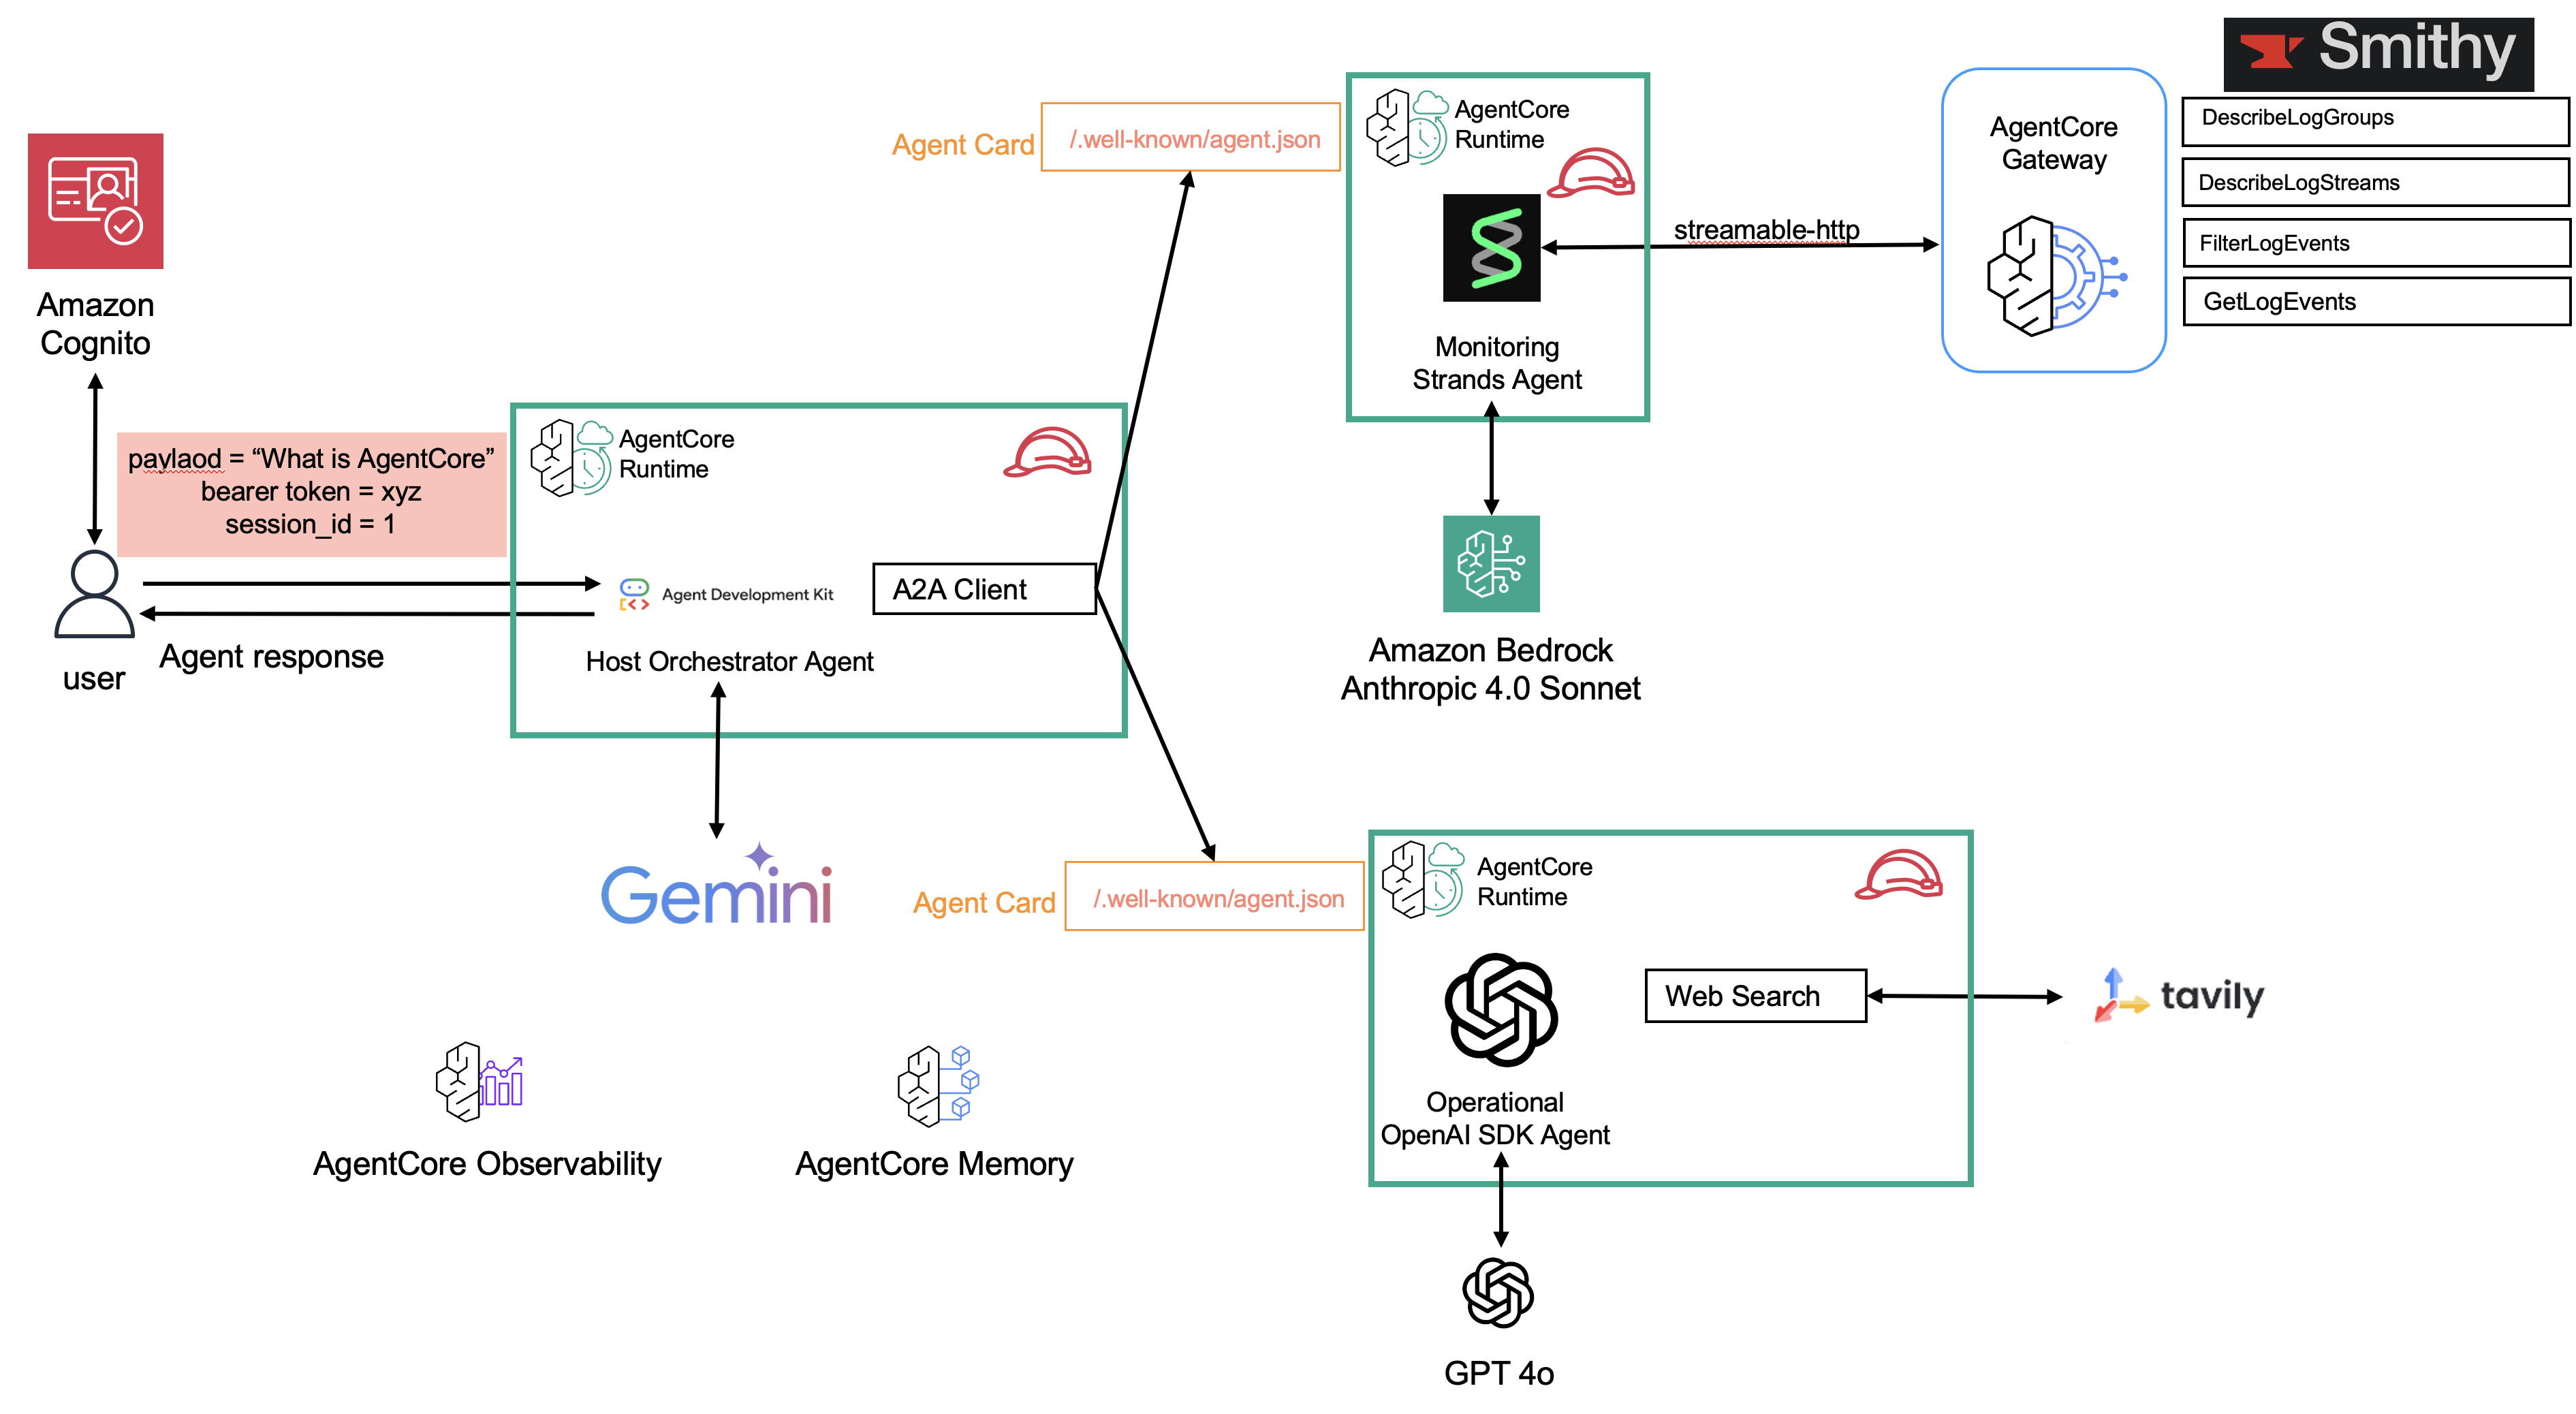 Smithy
DescribeLogGroups
DescribeLogStreams
FilterLogEvents
GetLogEvents
AgentCore
Gateway
streamable-http
AgentCore
Runtime
Monitoring
Strands Agent
Agent Card
/.well-known/agent.json
Amazon
Cognito
paylaod = “What is AgentCore”
bearer token = xyz
session_id = 1
user
Agent response
AgentCore
Runtime
Agent Development Kit
A2A Client
Host Orchestrator Agent
Amazon Bedrock
Anthropic 4.0 Sonnet
Gemini
Agent Card
/.well-known/agent.json
AgentCore
Runtime
Web Search
tavily
Operational
OpenAI SDK Agent
AgentCore Observability
AgentCore Memory
GPT 4o